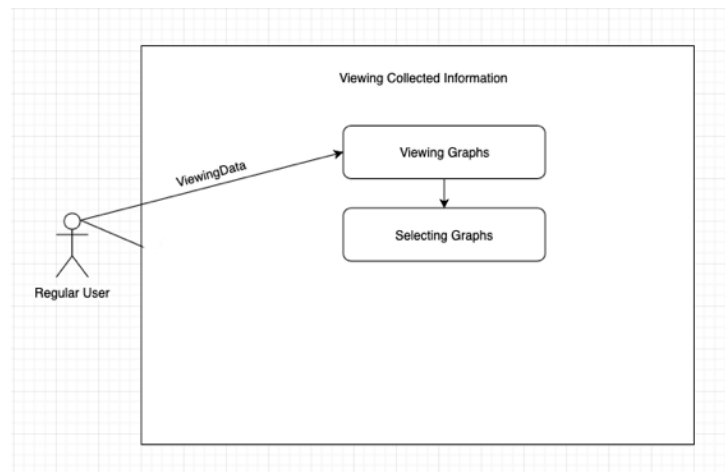 Viewing Collected Information
Viewing Graphs
ViewingData
Selecting Graphs
Regular User